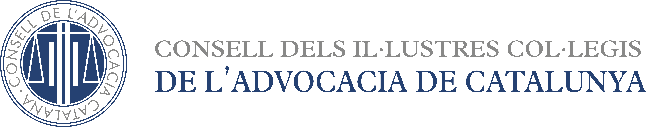 CONSELL DE L'ADVOCACIA CATALANA
CONSELL DELS IL·LUSTRES COL·LEGIS
DE L'ADVOCACIA DE CATALUNYA